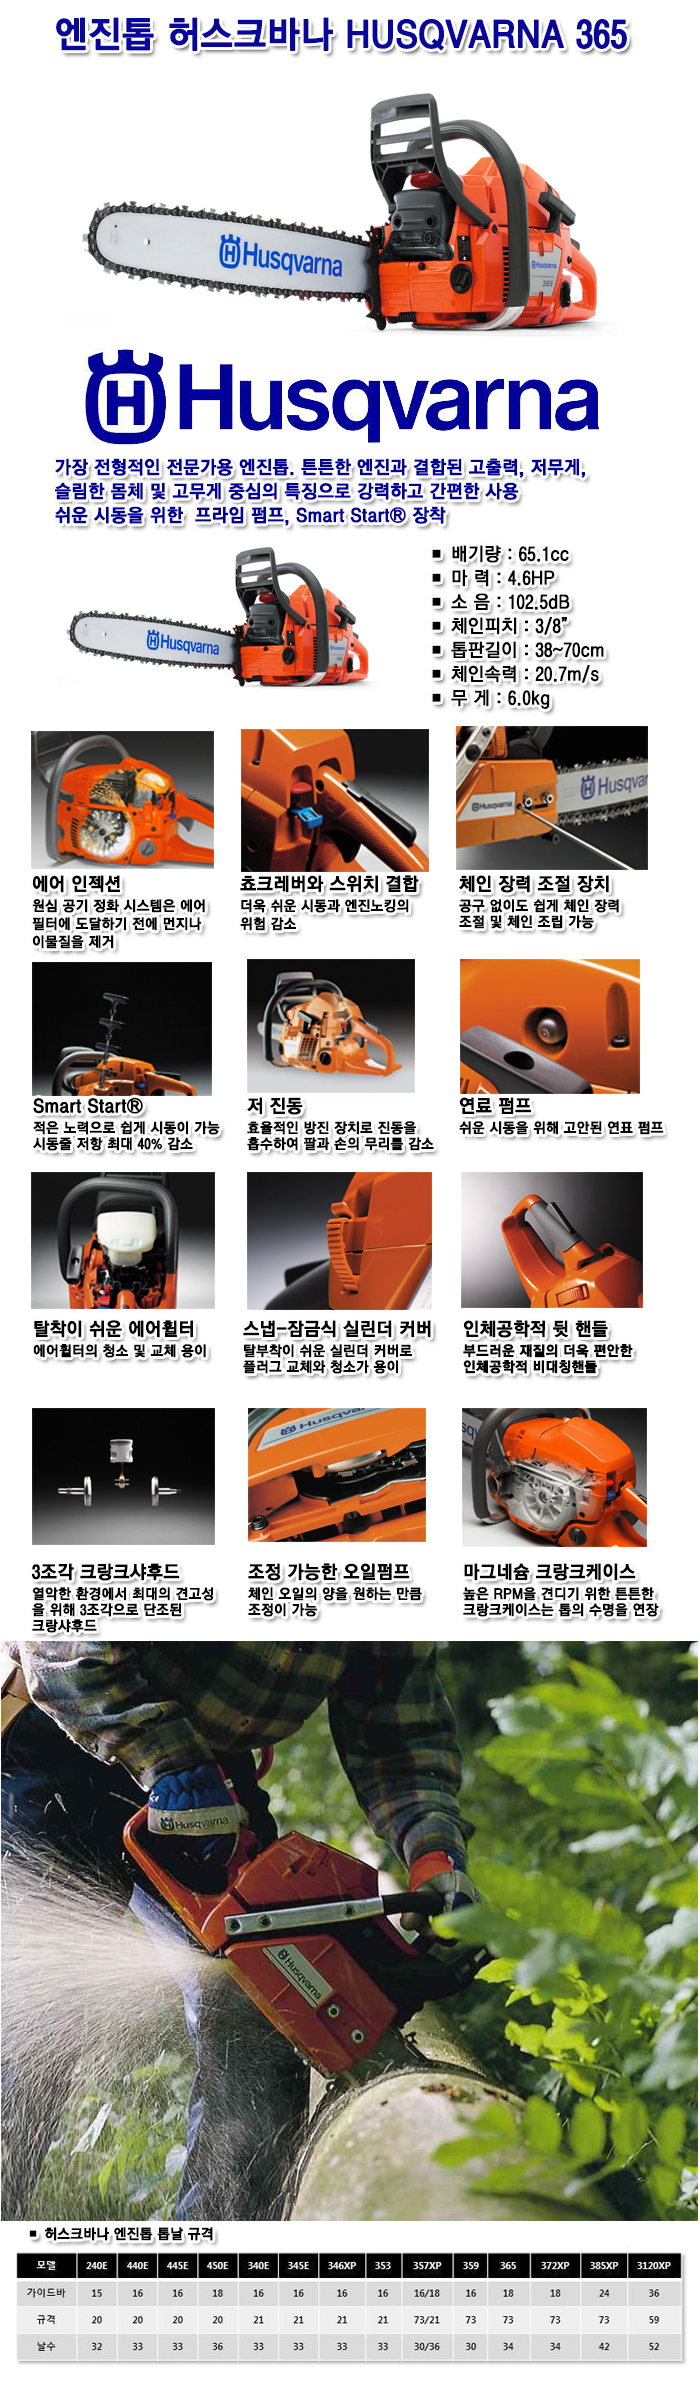 엔진톱 허스크바나 HUSQVARNA 365
Husqvarna
365
Husqvarna
가장 전형적인 전문가용 엔진톱. 튼튼한 엔진과 결합된 고출력, 저무게,
슬림한 몸체 및 고무게 중심의 특징으로 강력하고 간편한 사용
쉬운 시동을 위한 프라임 펌프, Smart Start® 장착
Husqvarna
■ 배기량 : 65.1cc
■ 마 력 : 4.6HP
■ 소 음 : 102.5dB
■ 체인피치 : 3/8”
■ 톱판길이 : 38~70cm
■ 체인속력 : 20.7m/s
■ 무 게 : 6.0kg
Husqvarna
에어 인젝션
원심 공기 정화 시스템은 에어
필터에 도달하기 전에 먼지나
이물질을 제거
쵸크레버와 스위치 결합
더욱 쉬운 시동과 엔진노킹의
위험 감소
체인 장력 조절 장치
공구 없이도 쉽게 체인 장력
조절 및 체인 조립 가능
Smart Start®
적은 노력으로 쉽게 시동이 가능
시동줄 저항 최대 40% 감소
저 진동
효율적인 방진 장치로 진동을
흡수하여 팔과 손의 무리를 감소
연료 펌프
쉬운 시동을 위해 고안된 연료 펌프
탈착이 쉬운 에어휠터
에어휠터의 청소 및 교체 용이
스냅-잠금식 실린더 커버
탈부착이 쉬운 실린더 커버로
플러그 교체와 청소가 용이
인체공학적 뒷 핸들
부드러운 재질의 더욱 편안한
인체공학적 비대칭핸들
Husqvarna
3조각 크랑크샤후드
열악한 환경에서 최대의 견고성
을 위해 3조각으로 단조된
크랑샤후드
조정 가능한 오일펌프
체인 오일의 양을 원하는 만큼
조정이 가능
마그네슘 크랑크케이스
높은 RPM을 견디기 위한 튼튼한
크랑크케이스는 톱의 수명을 연장
Husqvarna
Husqvarna
■ 허스크바나 엔진톱 톱날 규격
모델 240E 440E 445E 450E 340E 345E 346XP 353 357XP 359 365 372XP 385XP 3120XP
가이드바 15 16 16 18 16 16 16 16 16/18 16 18 18 24 36
규격 20 20 20 20 21 21 21 21 73/21 73 73 73 73 59
날수 32 33 33 36 33 33 33 33 30/36 30 34 34 42 52